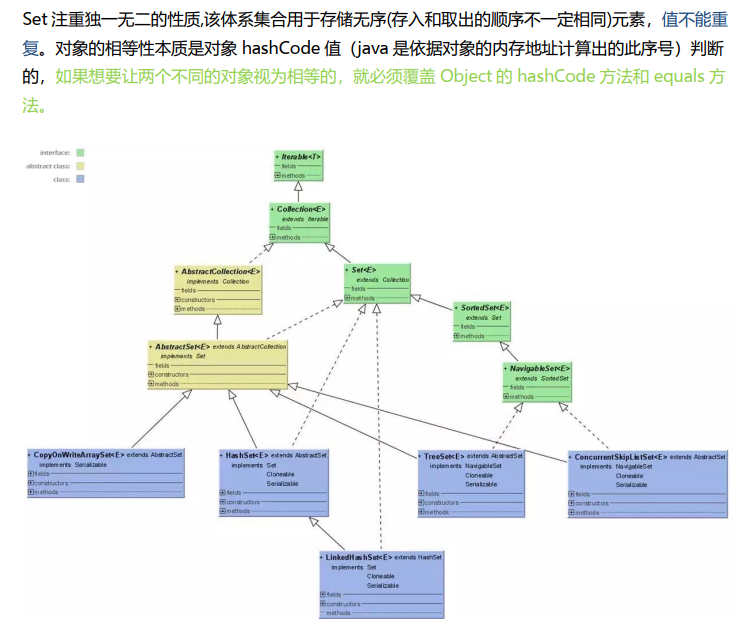 Set 注重独一无二的性质,该体系集合用于存储无序(存入和取出的顺序不一定相同)元素，值不能重
复。对象的相等性本质是对象 hashCode 值（java 是依据对象的内存地址计算出的此序号）判断
的，如果想要让两个不同的对象视为相等的，就必须覆盖 Object 的 hashCode 方法和 equals 方
法。
interface:
abstract class:
class:
Iterable<T>
fields
methods
Collection<E>
extends Iterable
fields
methods
AbstractCollection<E>
implements Collection
fields
constructors
methods
Set<E>
extends Collection
fields
methods
SortedSet<E>
extends Set
fields
methods
AbstractSet<E> extends AbstractCollection
implements Set
fields
constructors
methods
NavigableSet<E>
extends SortedSet
fields
methods
CopyOnWriteArraySet<E> extends AbstractSet
implements Serializable
fields
constructors
methods
HashSet<E> extends AbstractSet
implements Set
Cloneable
Serializable
fields
constructors
methods
TreeSet<E> extends AbstractSet
implements NavigableSet
Cloneable
Serializable
fields
constructors
methods
ConcurrentSkipListSet<E> extends AbstractSet
implements NavigableSet
Cloneable
Serializable
fields
constructors
methods
LinkedHashSet<E> extends HashSet
implements Set
Cloneable
Serializable
fields
constructors
methods